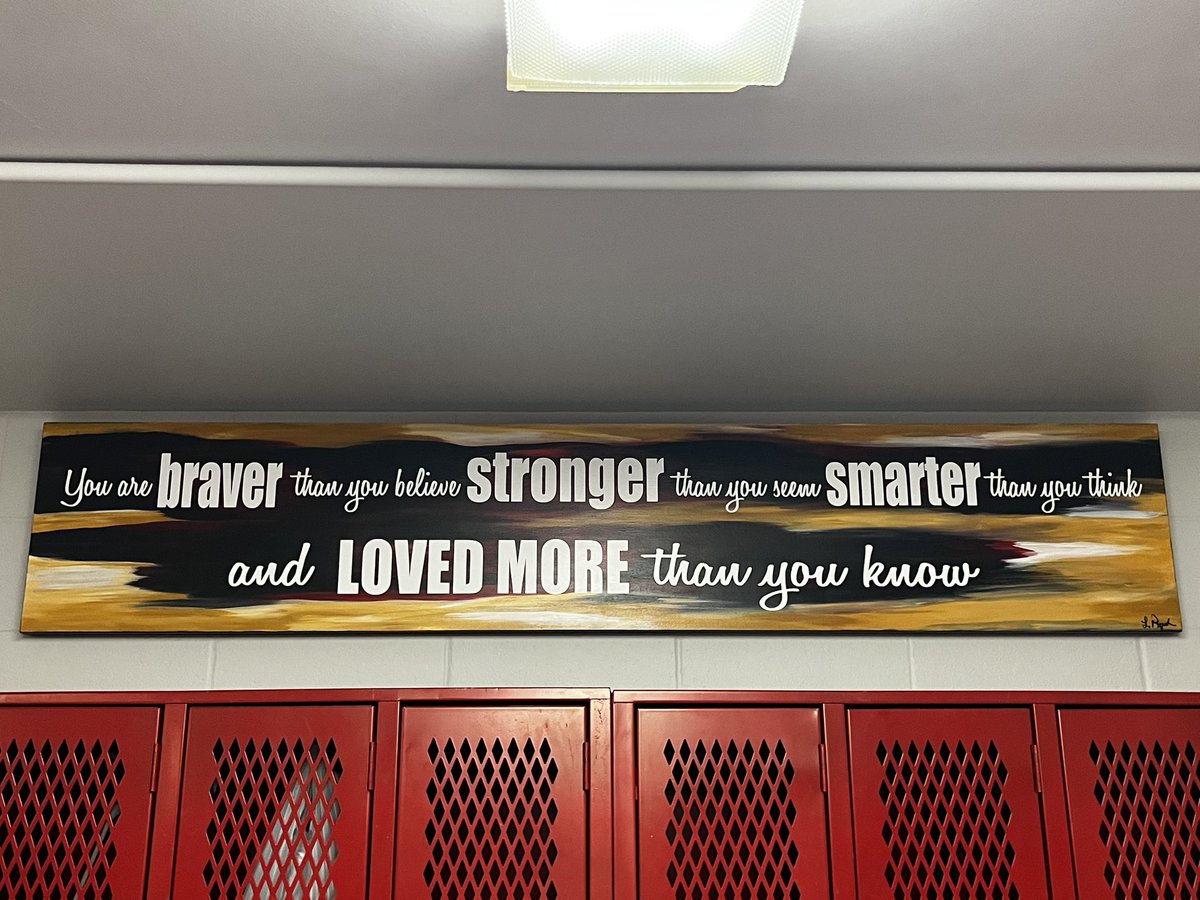 You are braver than you believe stronger than you seem smarter than you think
and LOVED MORE than you know